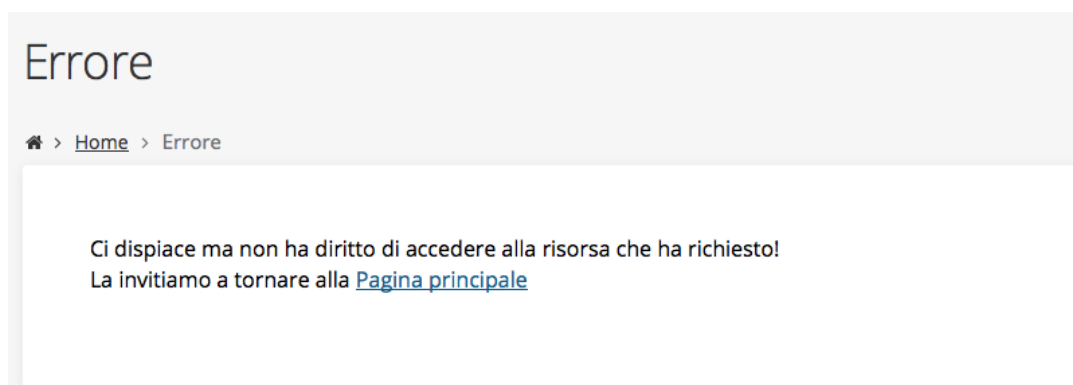 Errore
> Home > Errore
Ci dispiace ma non ha diritto di accedere alla risorsa che ha richiesto!
La invitiamo a tornare alla Pagina principale